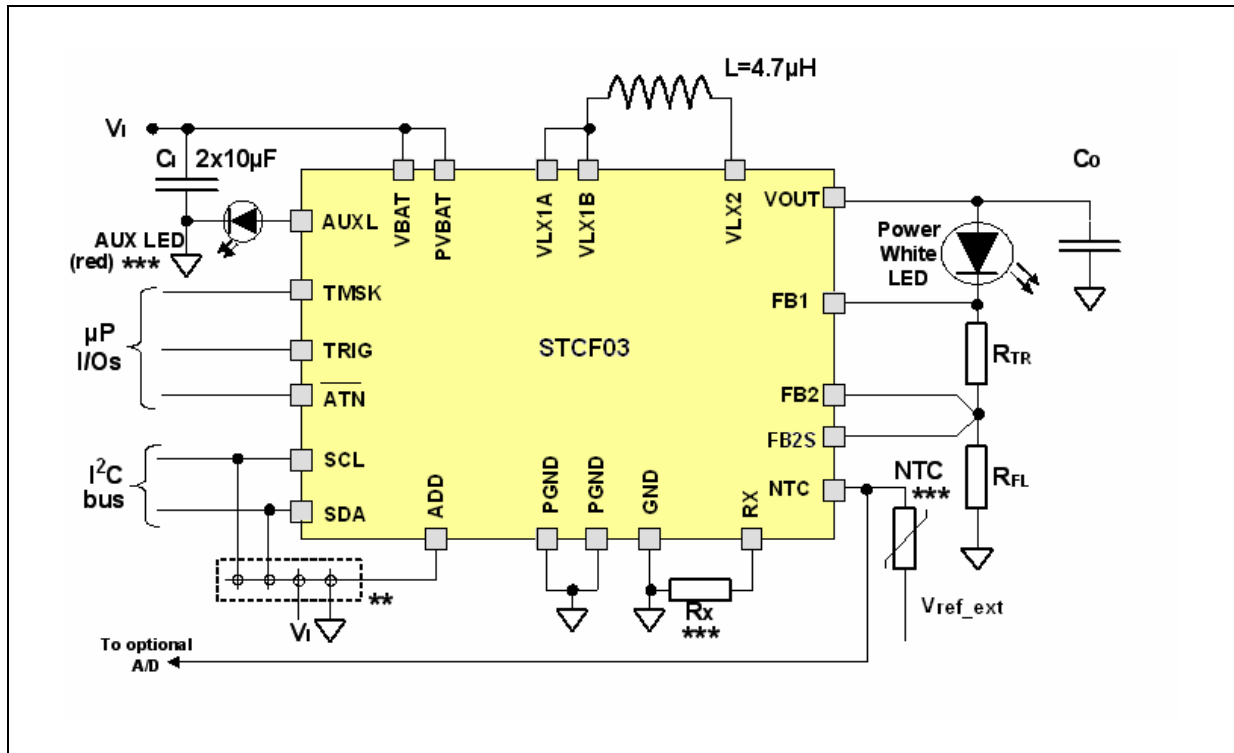 L=4.7µH
VI
CI 2x10µF
CO
VBAT
PVBAT
VLX1A
VLX1B
VLX2
VOUT
AUXL
AUX LED
(red) ***
Power
White
LED
TMSK
FB1
µP
I/Os
TRIG
STCF03
RTR
ATN
FB2
FB2S
I²C
bus
SCL
SDA
ADD
PGND
PGND
GND
RX
NTC
NTC
***
RFL
**
VI
Rx
***
Vref_ext
To optional
A/D